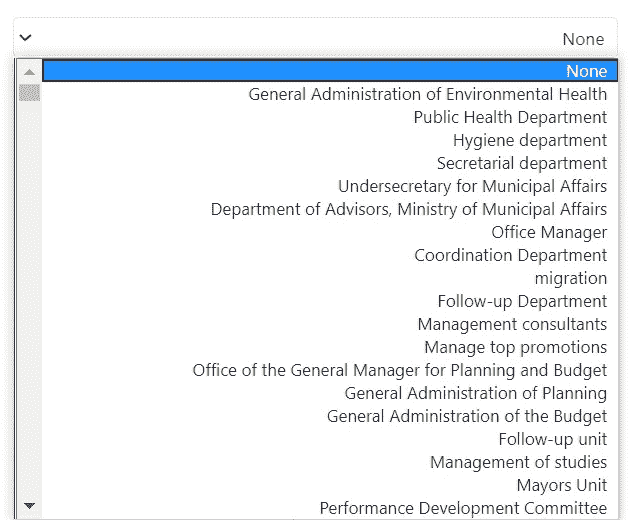 None
None
General Administration of Environmental Health
Public Health Department
Hygiene department
Secretarial department
Undersecretary for Municipal Affairs
Department of Advisors, Ministry of Municipal Affairs
Office Manager
Coordination Department
migration
Follow-up Department
Management consultants
Manage top promotions
Office of the General Manager for Planning and Budget
General Administration of Planning
General Administration of the Budget
Follow-up unit
Management of studies
Mayors Unit
Performance Development Committee